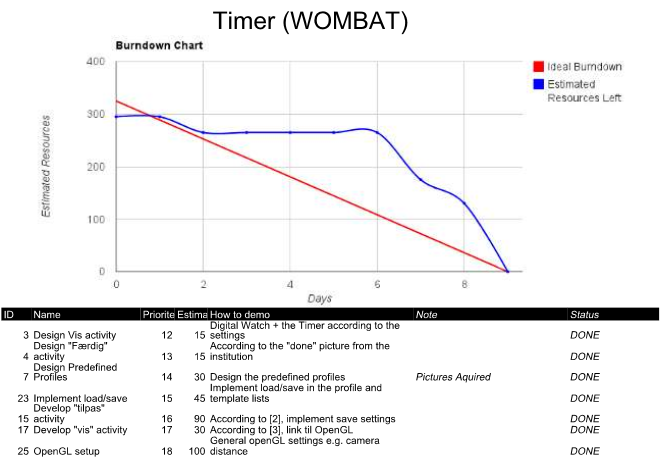 Timer (WOMBAT)
Burndown Chart
400
300
200
100
0
Estimated Resources
0 2 4 6 8
Days
Ideal Burndown
Estimated
Resources Left
ID Name Priorite Estima How to demo Note Status
Digital Watch + the Timer according to the
3 Design Vis activity 12 15 settings DONE
Design "Færdig" According to the "done" picture from the
4 activity 13 15 institution DONE
Design Predefined
7 Profiles 14 30 Design the predefined profiles Pictures Aquired DONE
Implement load/save in the profile and
23 Implement load/save 15 45 template lists DONE
Develop "tilpas"
15 activity 16 90 According to [2], implement save settings DONE
17 Develop "vis" activity 17 30 According to [3], link til OpenGL DONE
General openGL settings e.g. camera
25 OpenGL setup 18 100 distance DONE